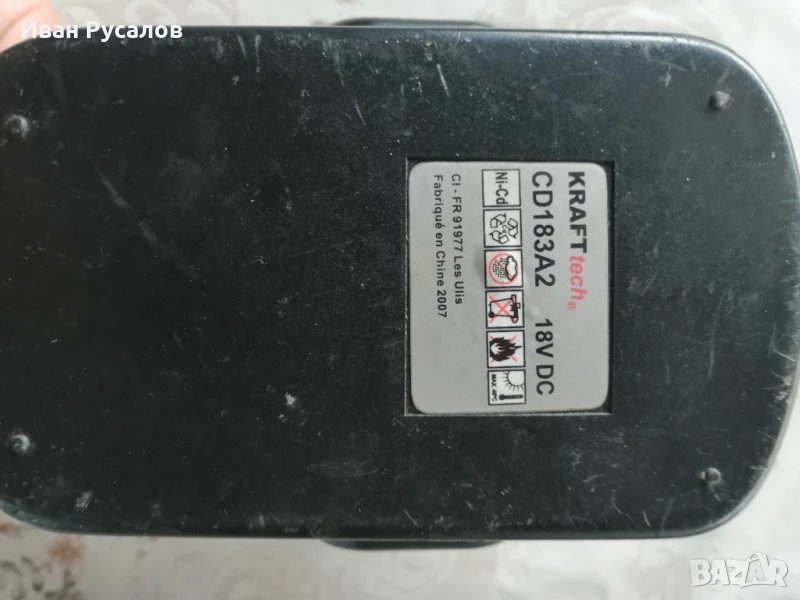 Иван Русалов
KRAFTtech®
CD183A2 18V DC
Ni-Cd
MAX 40°C
CI - FR 91977 Les Ulis
Fabriqué en Chine 2007
BAZAR